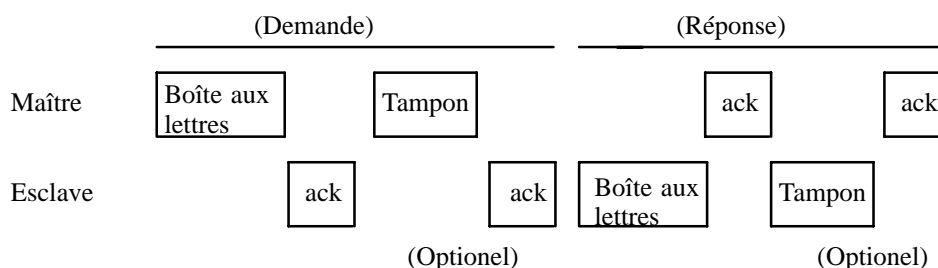 (Demande) (Réponse)
Maître Boîte aux lettres Tampon ack ack
Esclave ack ack Boîte aux lettres Tampon
(Optionel) (Optionel)